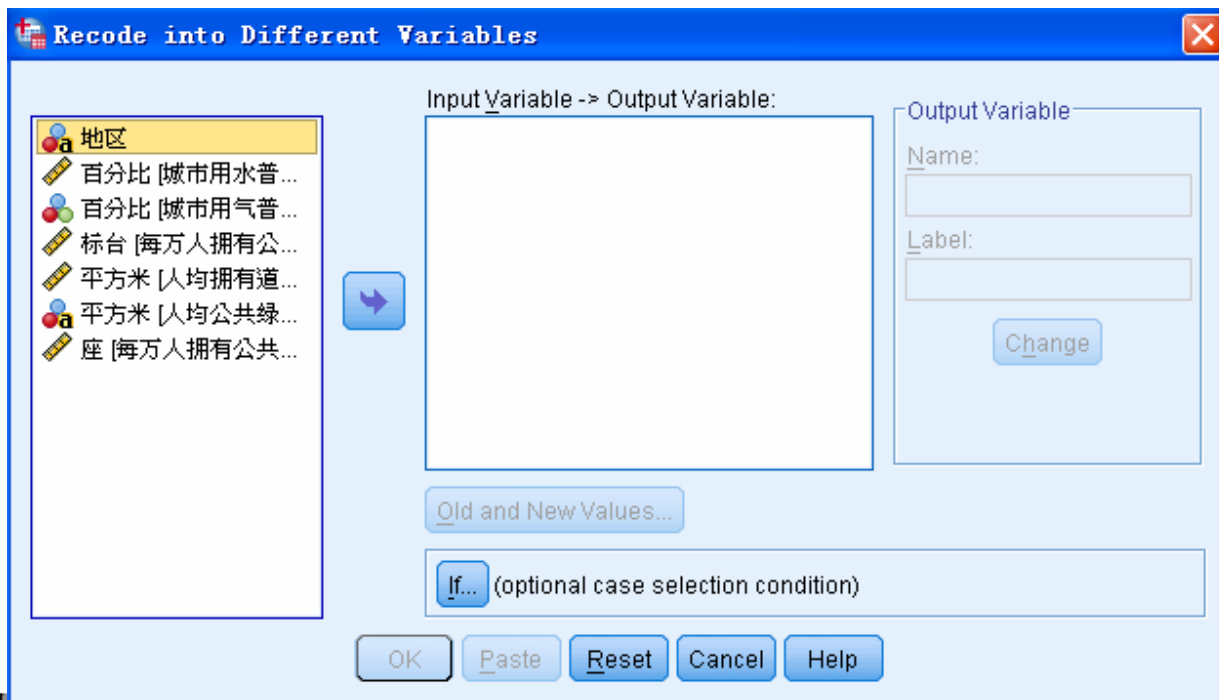 Recode into Different Variables
地区
百分比 [城市用水普...
百分比 [城市用气普...
标台 [每万人拥有公...
平方米 [人均拥有道...
平方米 [人均公共绿...
座 [每万人拥有公共...
Input Variable -> Output Variable:
Output Variable
Name:
Label:
Change
Old and New Values...
If... (optional case selection condition)
OK Paste Reset Cancel Help